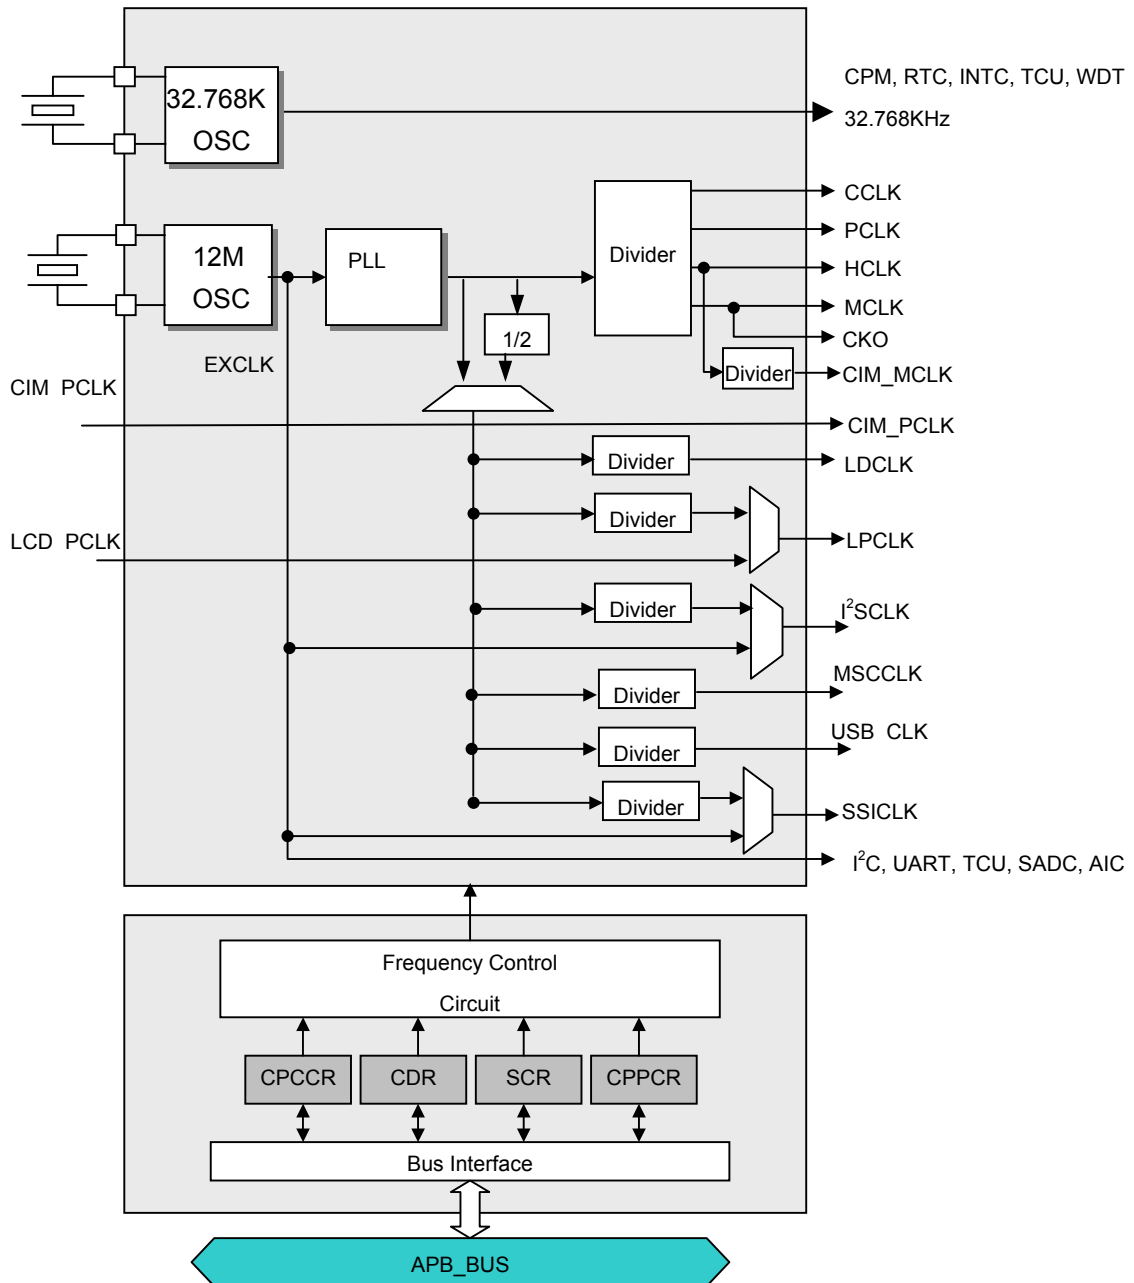 CPM, RTC, INTC, TCU, WDT
32.768K
OSC
32.768KHz
CCLK
PCLK
12M
OSC
PLL
Divider
HCLK
MCLK
1/2
CKO
EXCLK
Divider
CIM_MCLK
CIM PCLK
CIM_PCLK
Divider
LDCLK
Divider
LCD PCLK
LPCLK
Divider
I²SCLK
MSCCLK
Divider
USB CLK
Divider
Divider
SSICLK
I²C, UART, TCU, SADC, AIC
Frequency Control
Circuit
CPCCR
CDR
SCR
CPPCR
Bus Interface
APB_BUS